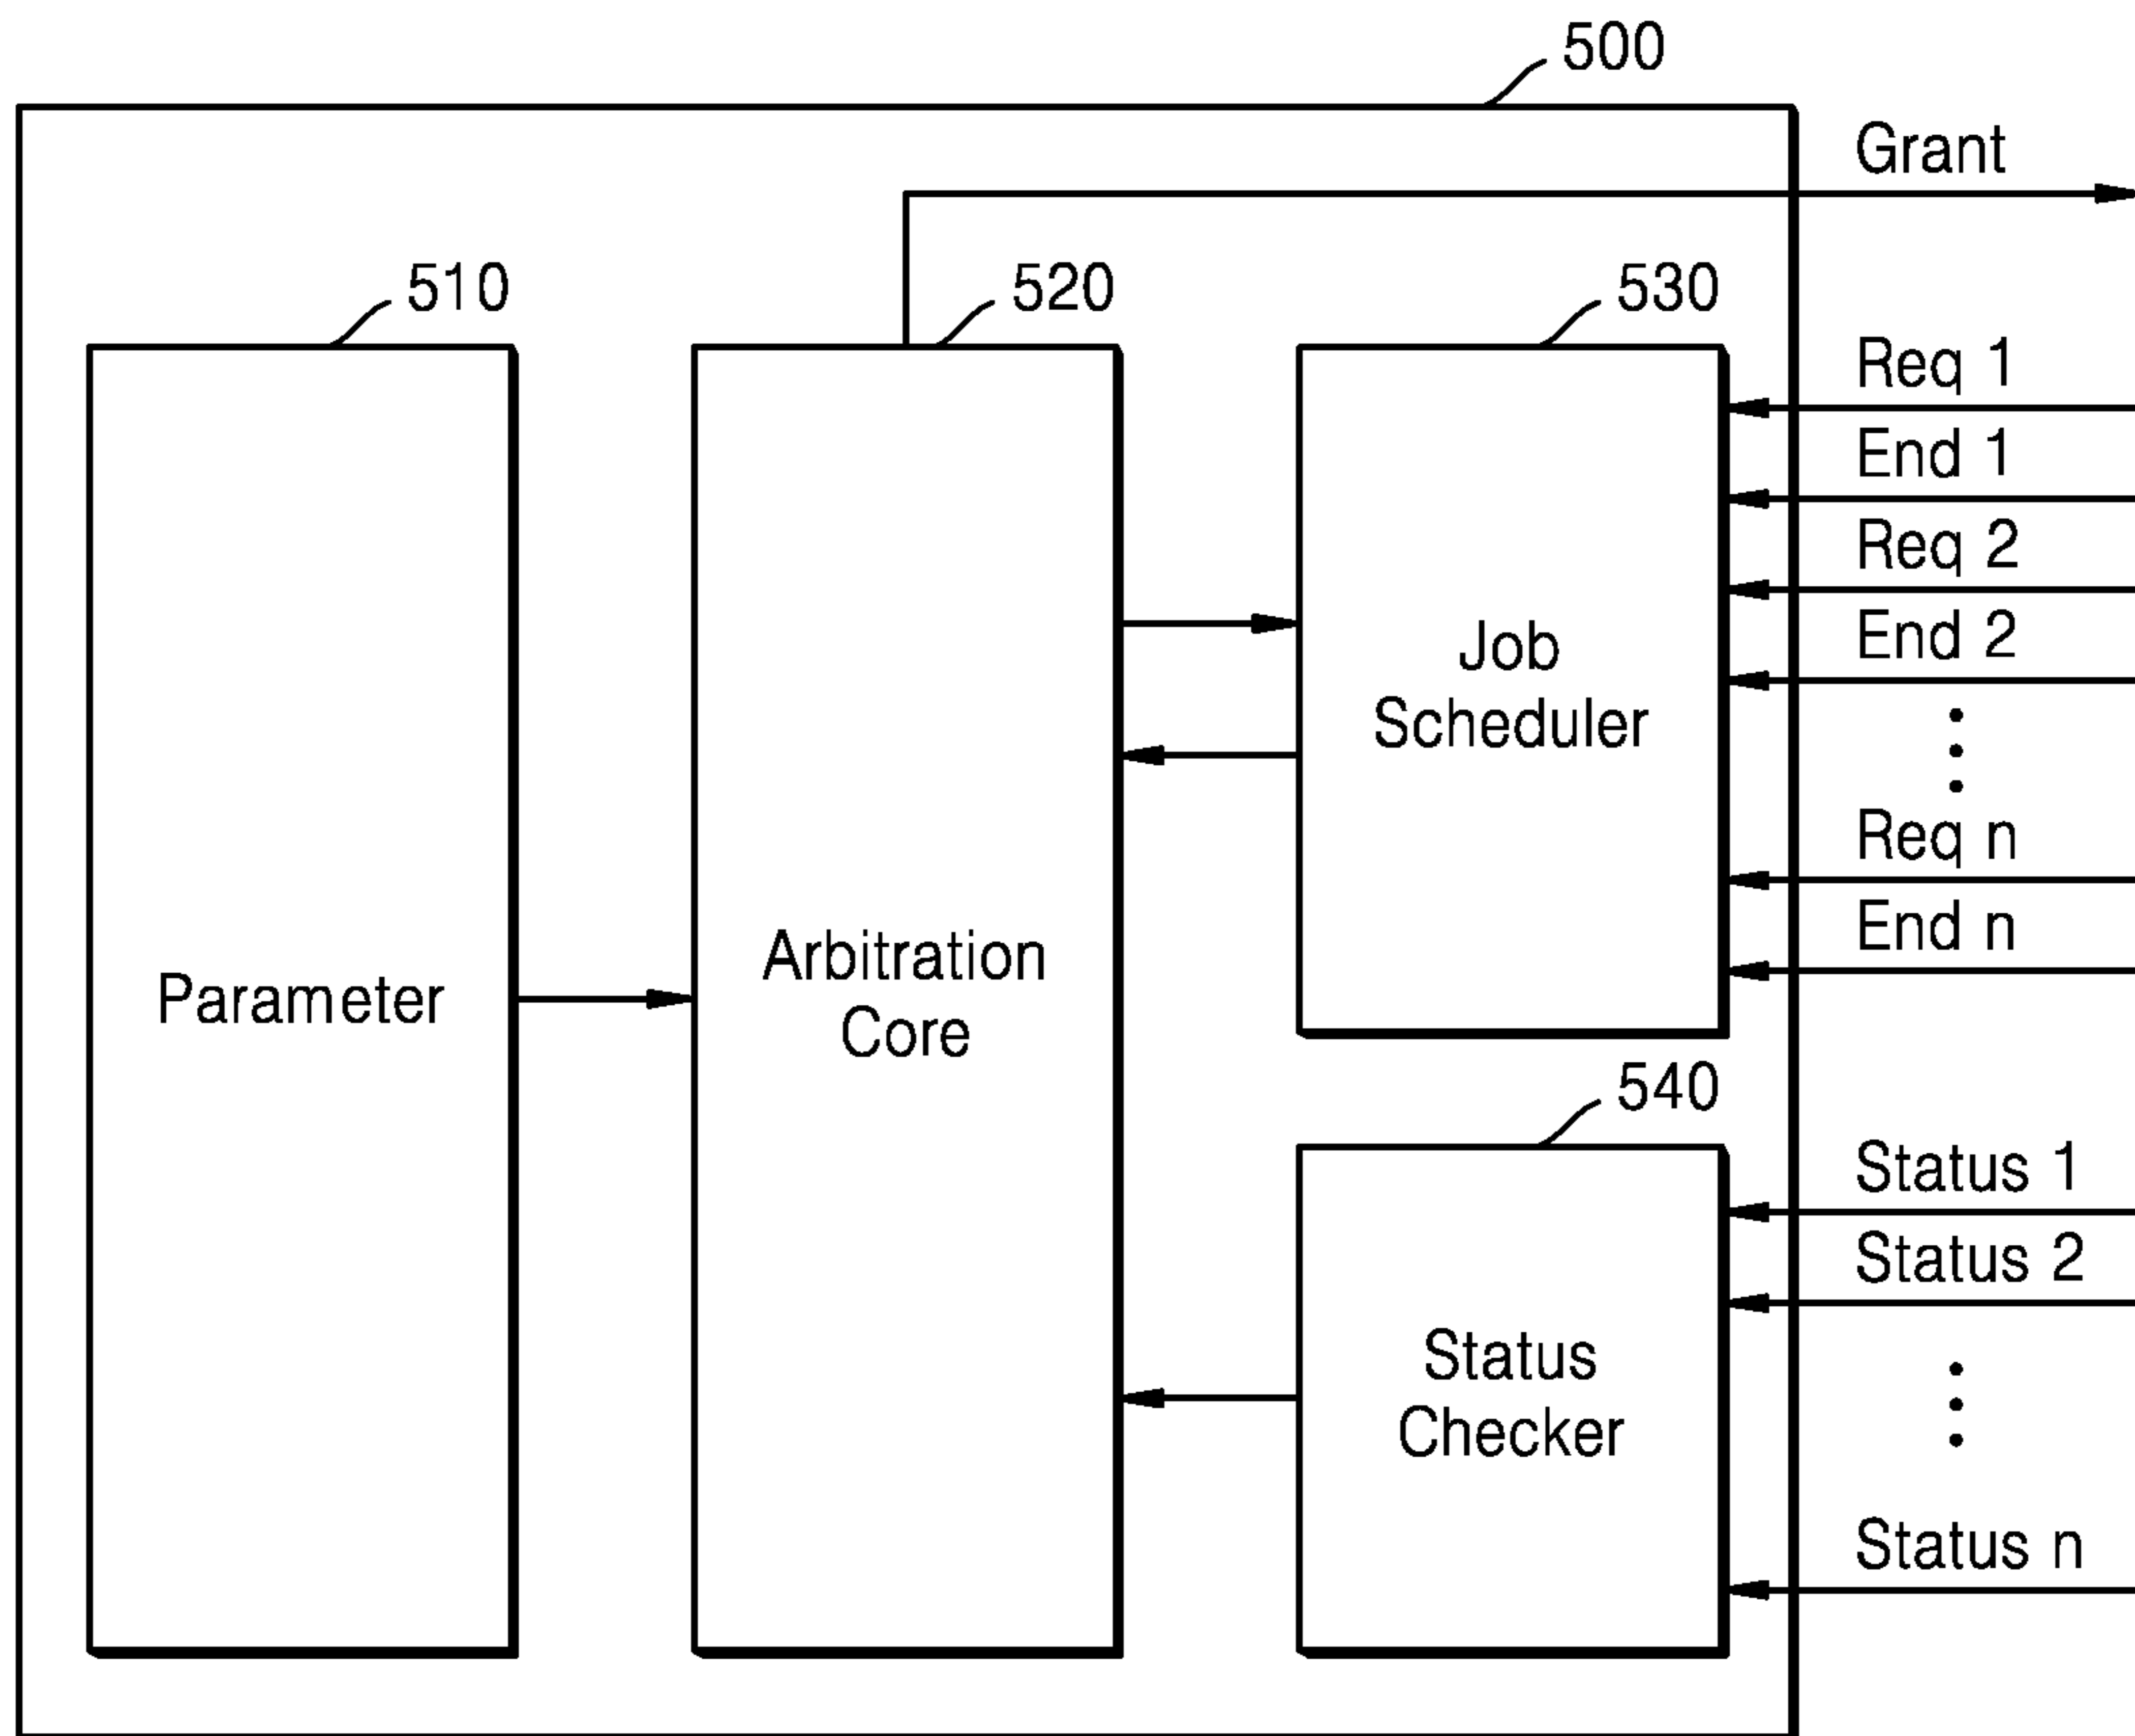 500
Grant
510
520
530
Req 1
End 1
Req 2
End 2
Job
Scheduler
Req n
End n
Arbitration
Core
Parameter
540
Status 1
Status 2
Status
Checker
Status n